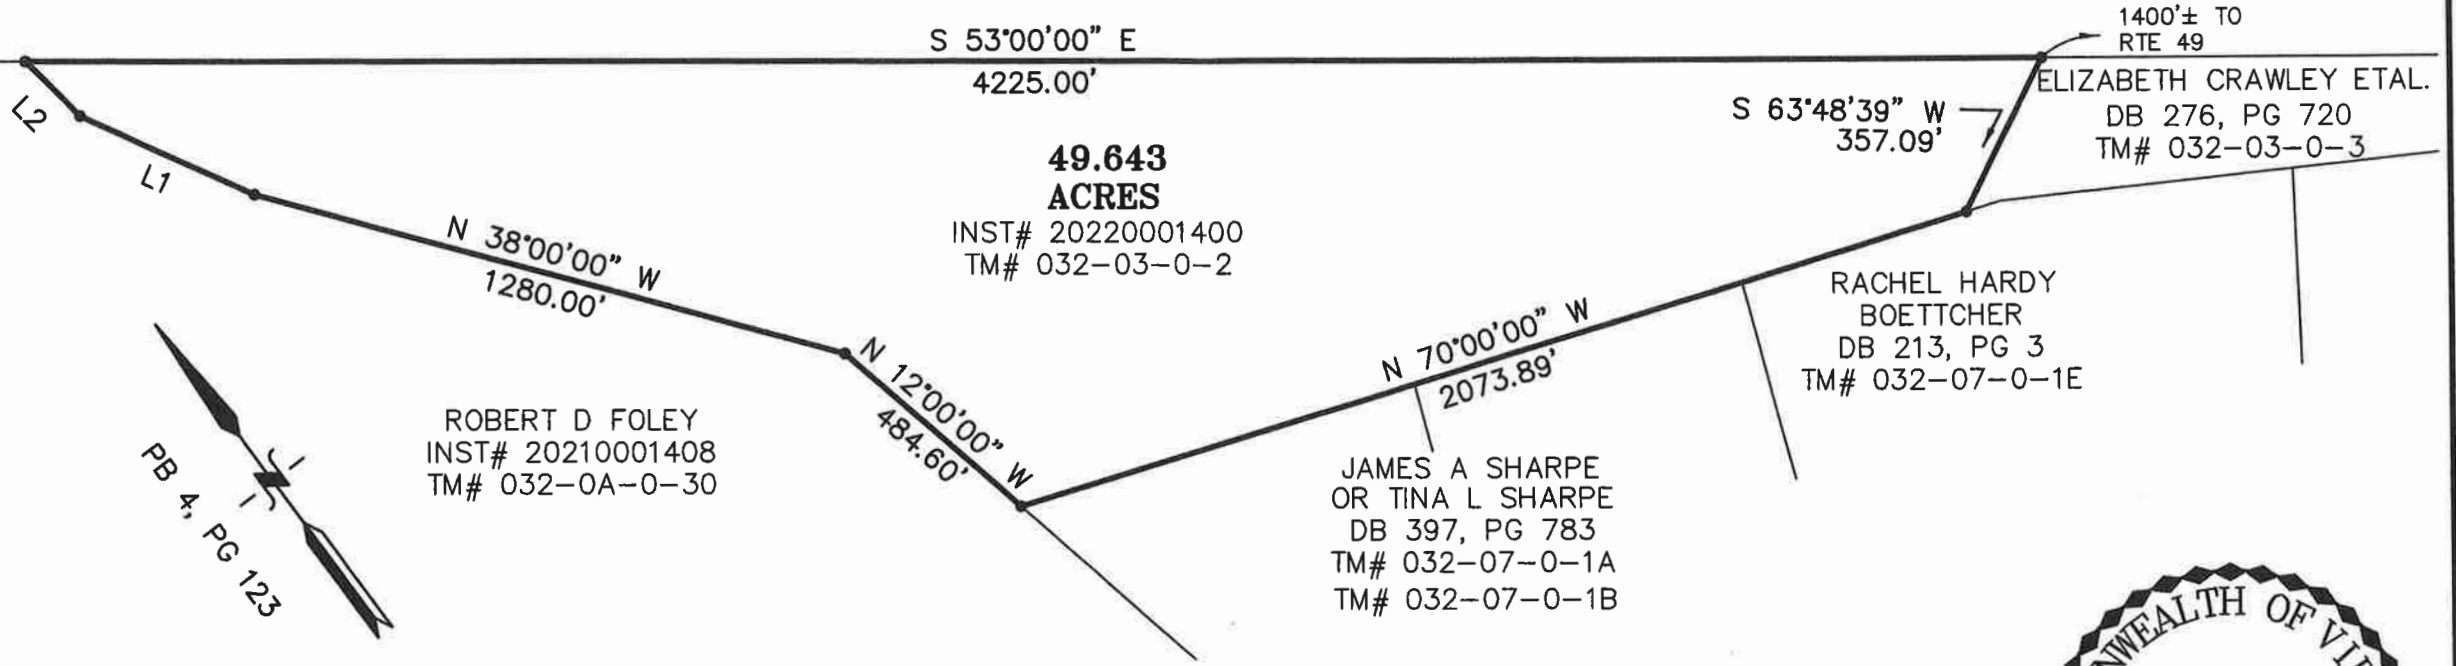 S 53°00'00" E
4225.00'
1400'± TO
RTE 49
ELIZABETH CRAWLEY ETAL.
DB 276, PG 720
TM# 032-03-0-3
S 63°48'39" W
357.09'
L2
L1
49.643
ACRES
INST# 20220001400
TM# 032-03-0-2
N 38°00'00" W
1280.00'
N 12°00'00" W
484.60'
N 70°00'00" W
2073.89'
RACHEL HARDY
BOETTCHER
DB 213, PG 3
TM# 032-07-0-1E
ROBERT D FOLEY
INST# 20210001408
TM# 032-0A-0-30
PB 4, PG 123
JAMES A SHARPE
OR TINA L SHARPE
DB 397, PG 783
TM# 032-07-0-1A
TM# 032-07-0-1B
NWEALTH OF VI